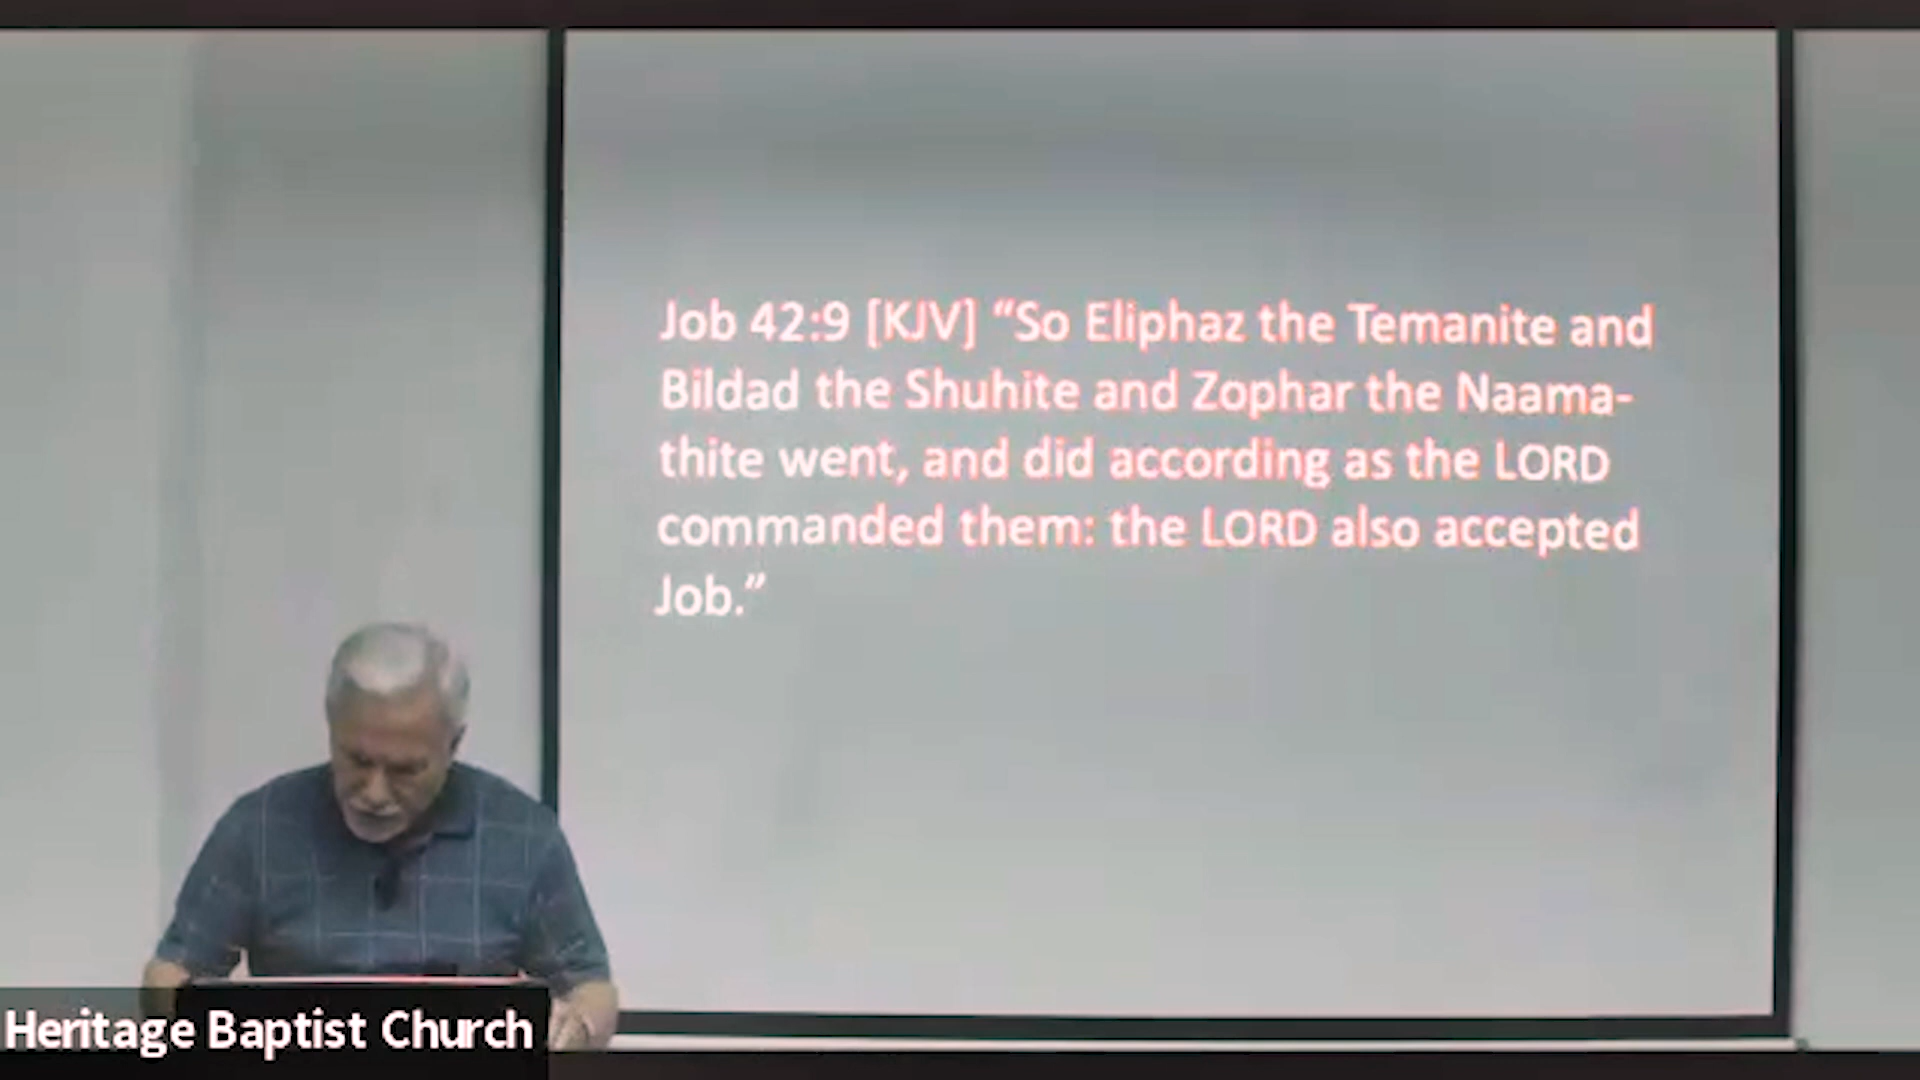 Job 42:9 [KJV] “So Eliphaz the Temanite and
Bildad the Shuhite and Zophar the Naama-
thite went, and did according as the LORD
commanded them: the LORD also accepted
Job.”
Heritage Baptist Church